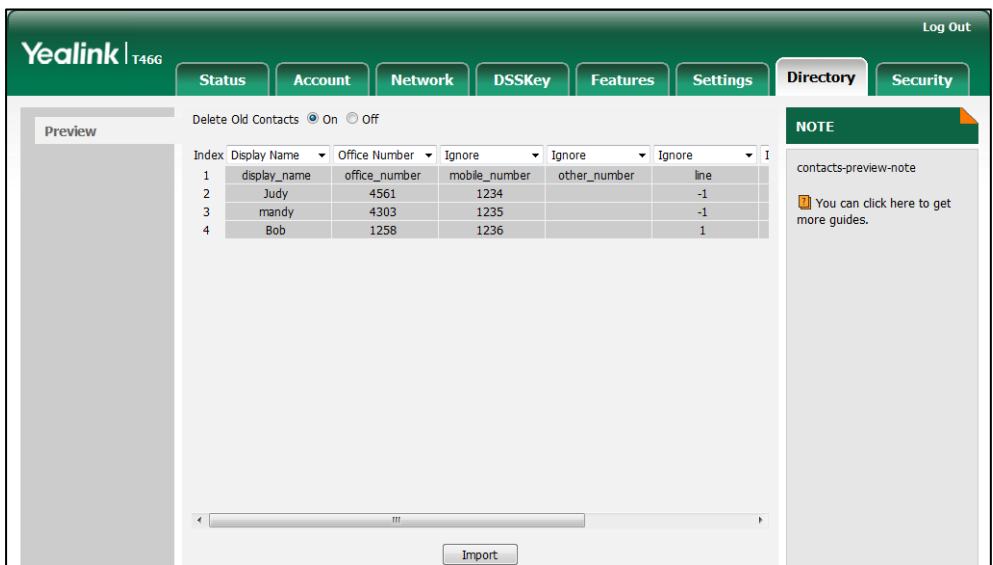 Log Out
Yealink T46G
Status Account Network DSSKey Features Settings Directory Security
Preview
Delete Old Contacts On Off
Index Display Name Office Number Ignore Ignore Ignore I
1 display_name office_number mobile_number other_number line
2 Judy 4561 1234 -1
3 mandy 4303 1235 -1
4 Bob 1258 1236 1
Import
NOTE
contacts-preview-note
You can click here to get
more guides.